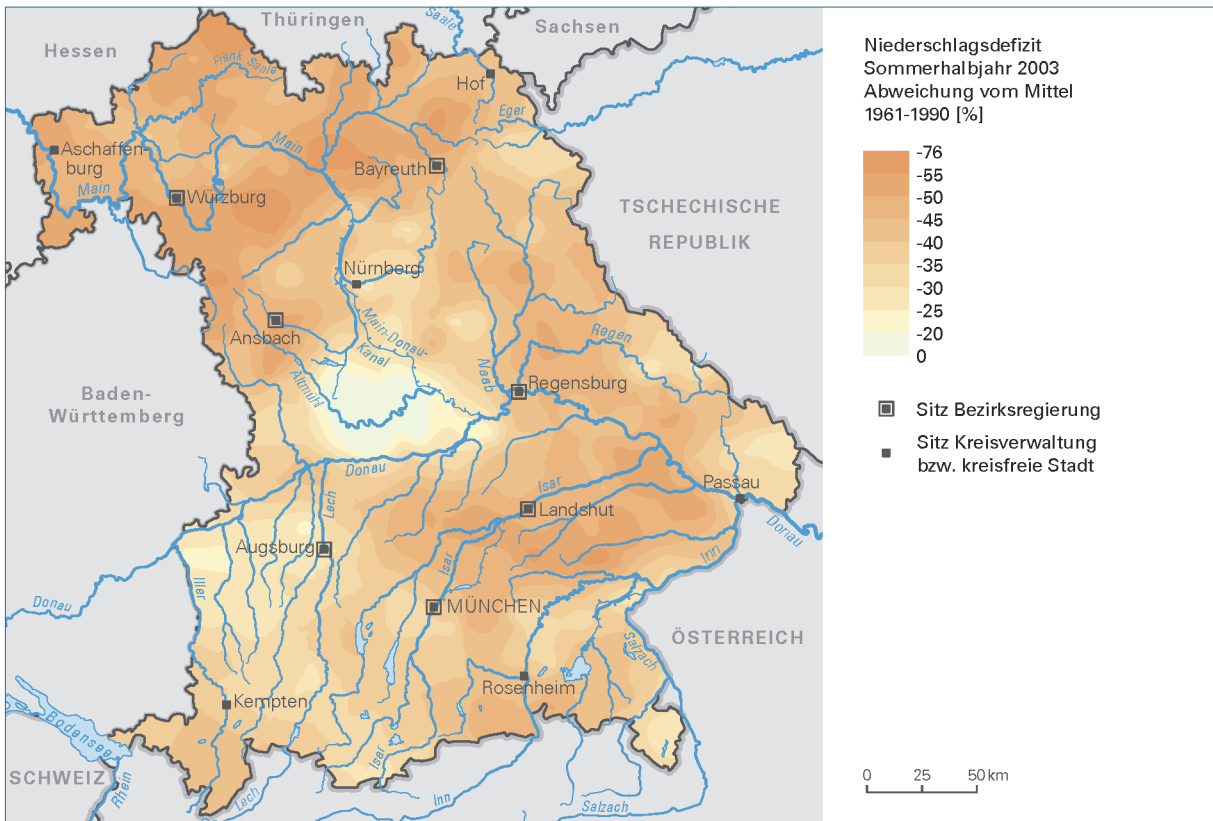 Thüringen
Saale
Sachsen
Hessen
Fränk. Saale
Hof
Eger
Main
Aschaffen-
burg
Bayreuth
Main
Würzburg
TSCHECHISCHE
REPUBLIK
Nürnberg
Ansbach
Main-Donau-
Kanal
Regen
Altmühl
Naab
Regensburg
Baden-
Württemberg
Donau
Lech
Isar
Passau
Landshut
Donau
Augsburg
Isar
Inn
Iller
Donau
MÜNCHEN
ÖSTERREICH
Salzach
Rosenheim
Kempten
Bodensee
Isar
SCHWEIZ
Rhein
Lech
Inn
Salzach
Niederschlagsdefizit
Sommerhalbjahr 2003
Abweichung vom Mittel
1961-1990 [%]
-76
-55
-50
-45
-40
-35
-30
-25
-20
0
Sitz Bezirksregierung
Sitz Kreisverwaltung
bzw. kreisfreie Stadt
0 25 50 km